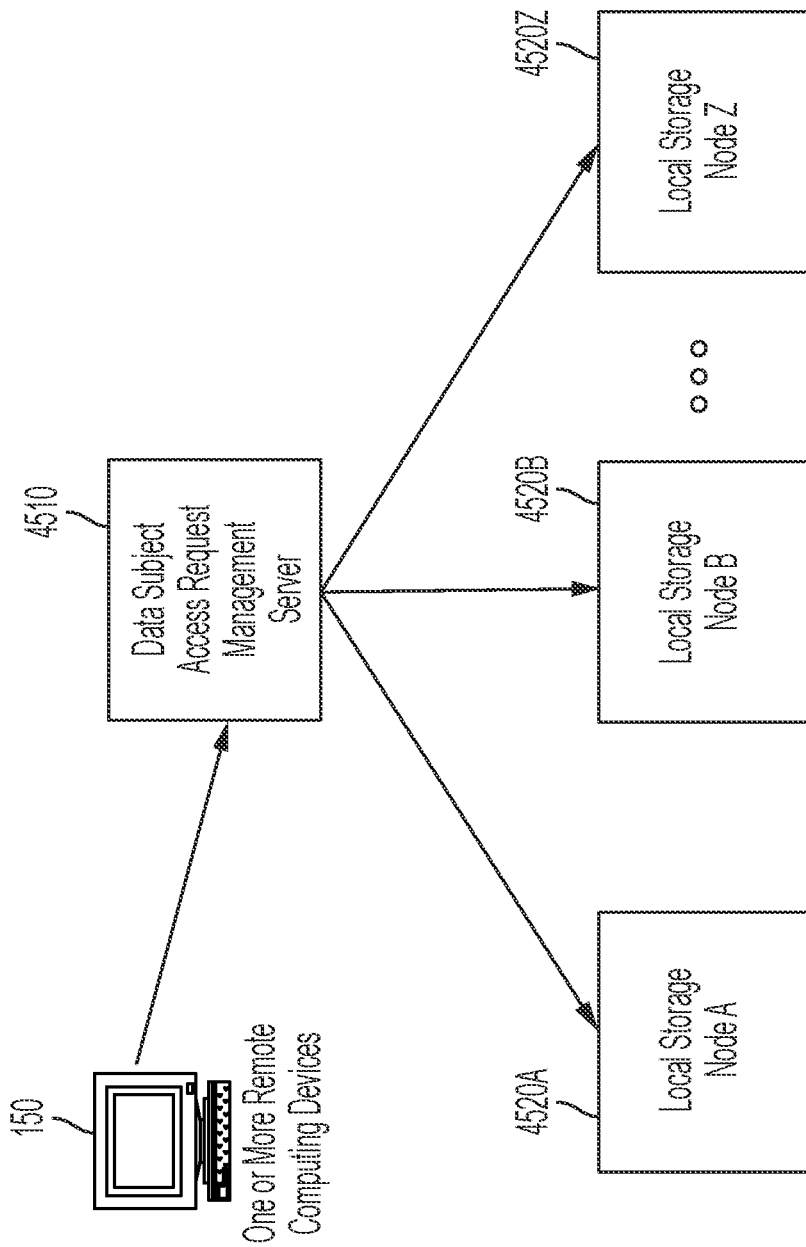 150
One or More Remote
Computing Devices
4510
Data Subject
Access Request
Management
Server
4520A
Local Storage
Node A
4520B
Local Storage
Node B
4520Z
Local Storage
Node Z